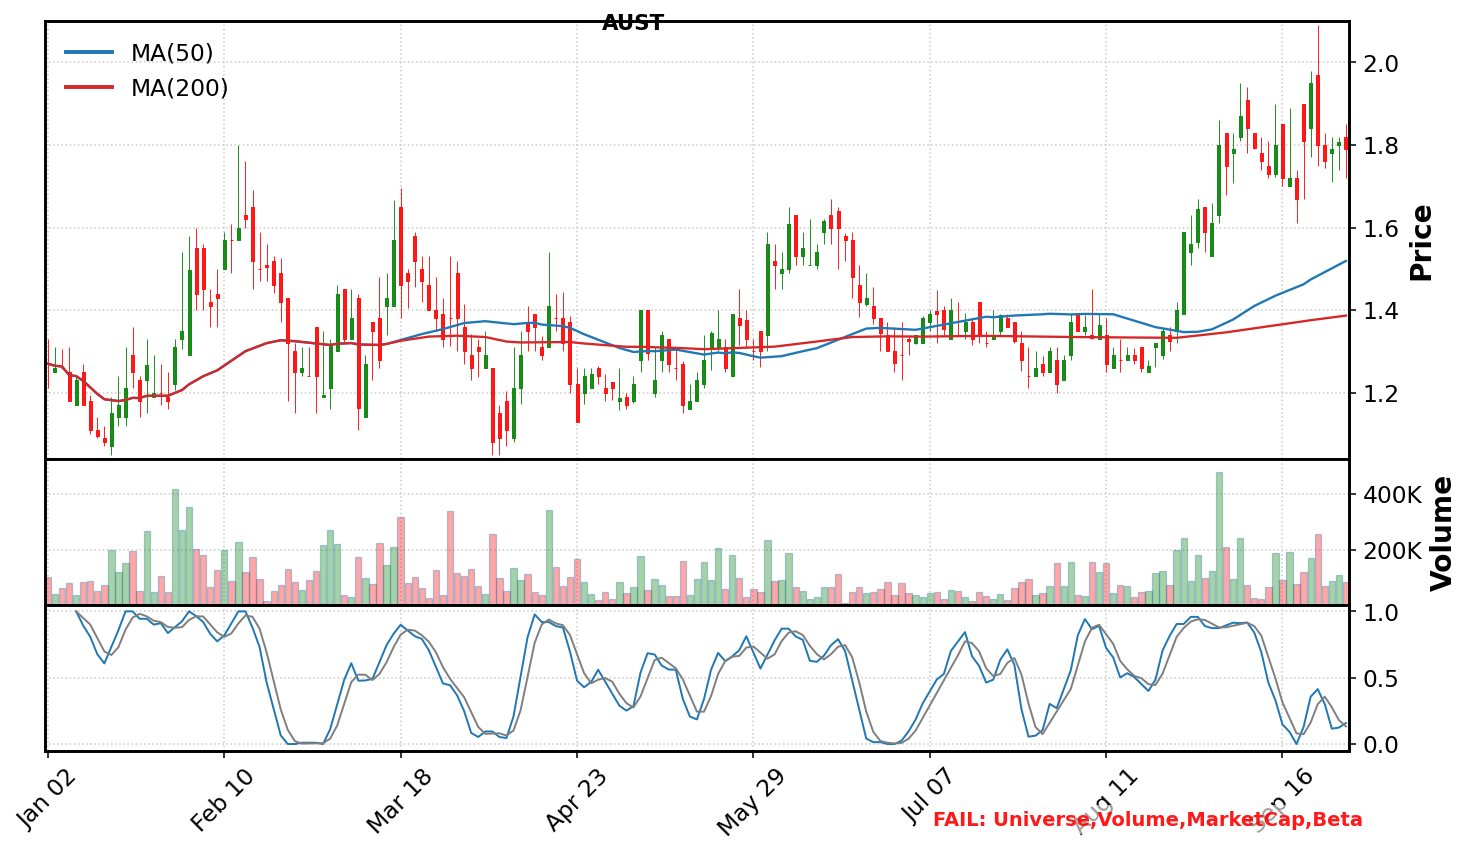 AUST
MA(50)
MA(200)
2.0
1.8
1.6
1.4
1.2
Price
400K
200K
Volume
1.0
0.5
0.0
Jan 02
Feb 10
Mar 18
Apr 23
May 29
Jul 07
Aug 11
Sep 16
FAIL: Universe,Volume,MarketCap,Beta